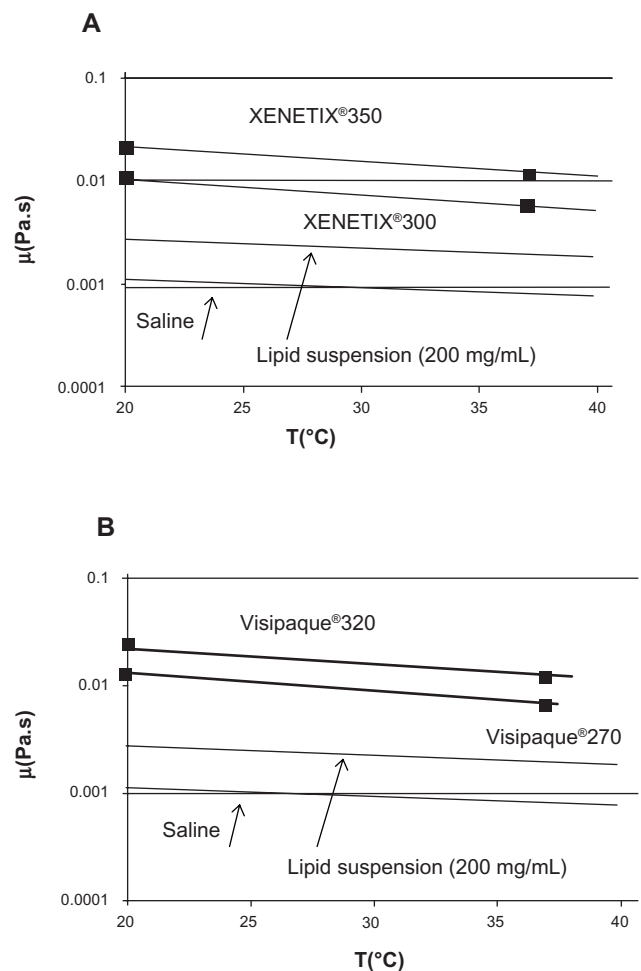 A
0.1
XENETIX®350
0.01
XENETIX®300
μ(Pa.s)
0.001
Saline
Lipid suspension (200 mg/mL)
0.0001
20 25 30 35 40
T(°C)
B
0.1
Visipaque®320
0.01
μ(Pa.s)
Visipaque®270
0.001
Saline
Lipid suspension (200 mg/mL)
0.0001
20 25 30 35 40
T(°C)